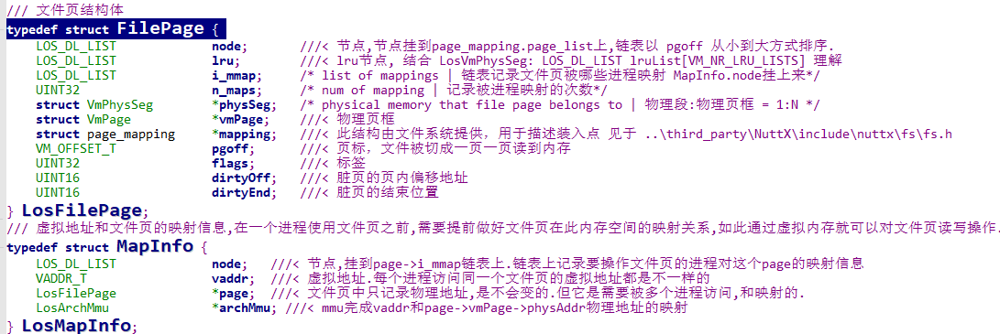 /// 文件页结构体
typedef struct FilePage {
    LOS_DL_LIST             node;        ///< 节点,节点挂到page_mapping.page_list上,链表以 pgoff 从小到大方式排序.
    LOS_DL_LIST             lru;         ///< lru节点, 结合 LosVmPhysSeg: LOS_DL_LIST lruList[VM_NR_LRU_LISTS] 理解
    LOS_DL_LIST             i_mmap;      /* list of mappings | 链表记录文件页被哪些进程映射 MapInfo.node挂上来*/
    UINT32                  n_maps;      /* num of mapping | 记录被进程映射的次数*/
    struct VmPhysSeg        *physSeg;    /* physical memory that file page belongs to | 物理段:物理页框 = 1:N */
    struct VmPage           *vmPage;     ///< 物理页框
    struct page_mapping     *mapping;    ///< 此结构由文件系统提供, 用于描述装入点 见于 ..\third_party\NuttX\include\nuttx\fs\fs.h
    VM_OFFSET_T             pgoff;       ///< 页标, 文件被切成一页一页读到内存
    UINT32                  flags;       ///< 标签
    UINT16                  dirtyOff;    ///< 脏页的页内偏移地址
    UINT16                  dirtyEnd;    ///< 脏页的结束位置
} LosFilePage;
/// 虚拟地址和文件页的映射信息,在一个进程使用文件页之前,需要提前做好文件页在此内存空间的映射关系,如此通过虚拟内存就可以对文件页读写操作.
typedef struct MapInfo {
    LOS_DL_LIST             node;    ///< 节点,挂到page->i_mmap链表上.链表上记录要操作文件页的进程对这个page的映射信息
    VADDR_T                 vaddr;   ///< 虚拟地址.每个进程访问同一个文件页的虚拟地址都是不一样的
    LosFilePage             *page;   ///< 文件页中只记录物理地址,是不会变的.但它是需要被多个进程访问,和映射的.
    LosArchMmu              *archMmu; ///< mmu完成vaddr和page->vmPage->physAddr物理地址的映射
} LosMapInfo;